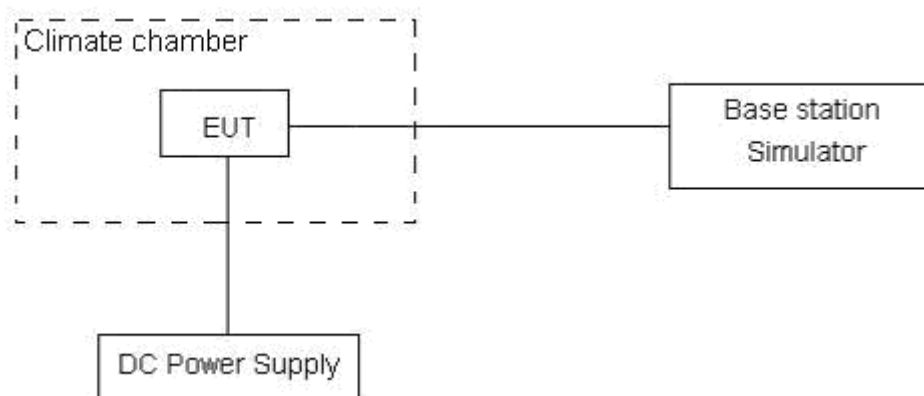 Climate chamber
EUT
Base station
Simulator
DC Power Supply